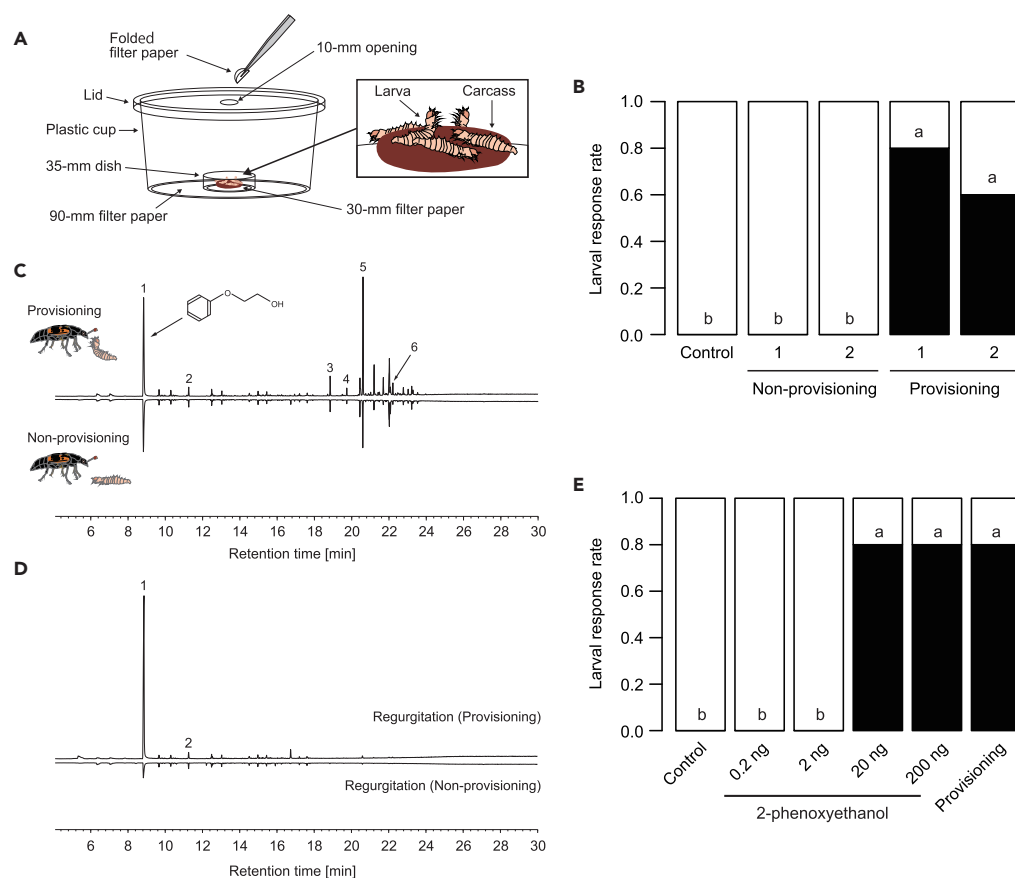 A
Folded
filter paper
10-mm opening
Lid
Plastic cup
35-mm dish
90-mm filter paper
30-mm filter paper
Larva
Carcass
B
Larval response rate
1.0
0.8
0.6
0.4
0.2
0.0
b
b
b
a
a
Control
1
2
1
2
Non-provisioning
Provisioning
C
Provisioning
Non-provisioning
1
2
3
4
5
6
O
OH
6
8
10
12
14
16
18
20
22
24
26
28
30
Retention time [min]
D
1
2
Regurgitation (Provisioning)
Regurgitation (Non-provisioning)
6
8
10
12
14
16
18
20
22
24
26
28
30
Retention time [min]
E
Larval response rate
1.0
0.8
0.6
0.4
0.2
0.0
b
b
b
a
a
a
Control
0.2 ng
2 ng
20 ng
200 ng
Provisioning
2-phenoxyethanol